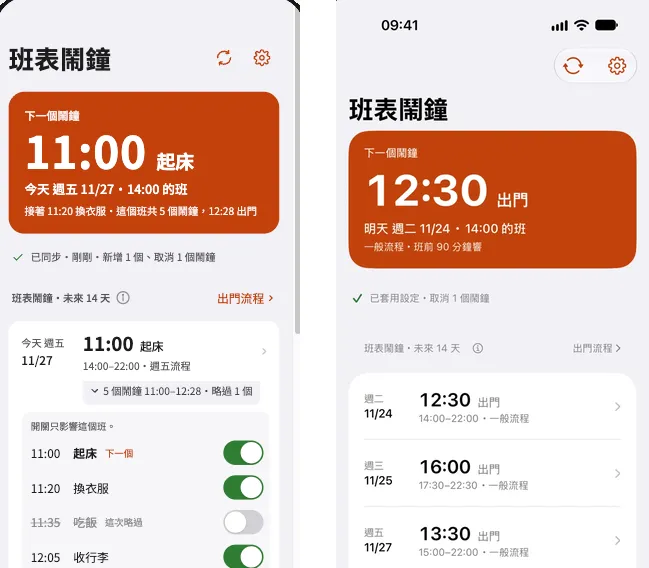 班表鬧鐘
下一個鬧鐘
11:00 起床
今天 週五 11/27・14:00 的班
接著 11:20 換衣服・這個班共 5 個鬧鐘，12:28 出門
已同步・剛剛・新增 1 個、取消 1 個鬧鐘
班表鬧鐘・未來 14 天
出門流程
今天 週五
11/27
11:00 起床
14:00–22:00・週五流程
5 個鬧鐘 11:00–12:28・略過 1 個
開關只影響這個班。
11:00 起床 下一個
11:20 換衣服
11:35 吃飯 這次略過
12:05 收行李
09:41
班表鬧鐘
下一個鬧鐘
12:30 出門
明天 週二 11/24・14:00 的班
一般流程・班前 90 分鐘響
已套用設定・取消 1 個鬧鐘
班表鬧鐘・未來 14 天
出門流程
週二
11/24
12:30 出門
14:00–22:00・一般流程
週三
11/25
16:00 出門
17:30–22:30・一般流程
週五
11/27
13:30 出門
15:00–22:00・一般流程